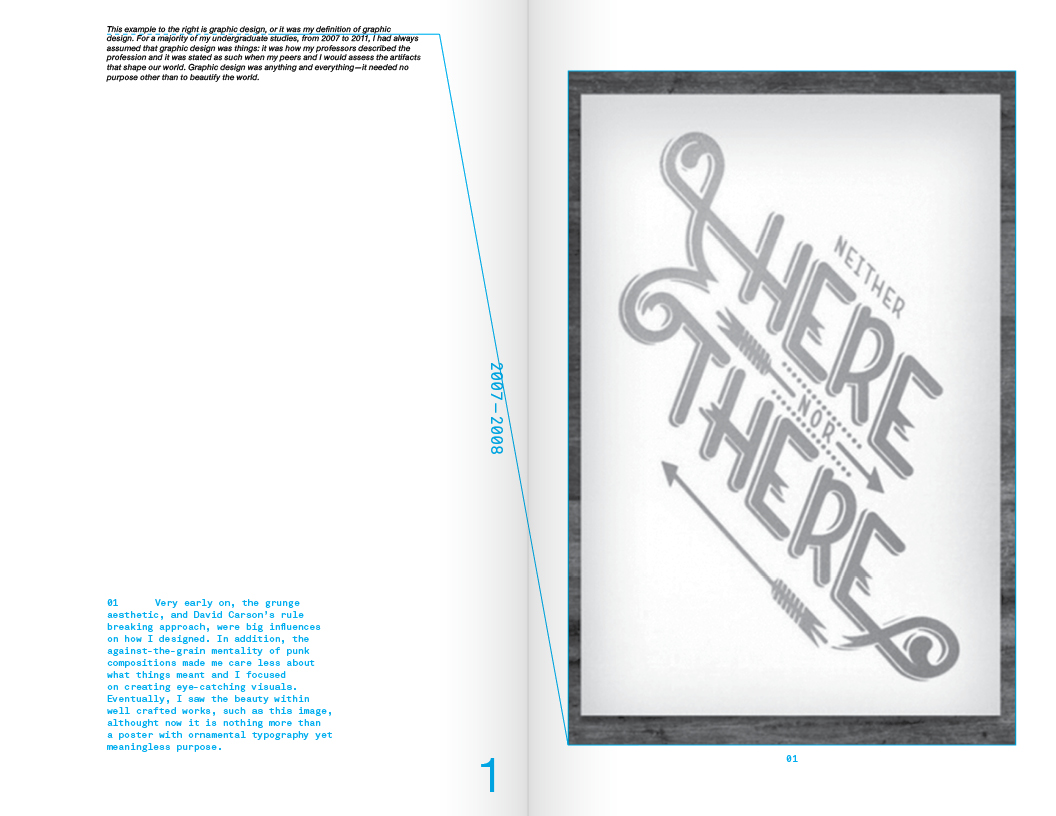 This example to the right is graphic design, or it was my definition of graphic
design. For a majority of my undergraduate studies, from 2007 to 2011, I had always
assumed that graphic design was things: it was how my professors described the
profession and it was stated as such when my peers and I would assess the artifacts
that shape our world. Graphic design was anything and everything—it needed no
purpose other than to beautify the world.
2007–2008
01 Very early on, the grunge
aesthetic, and David Carson's rule
breaking approach, were big influences
on how I designed. In addition, the
against-the-grain mentality of punk
compositions made me care less about
what things meant and I focused
on creating eye-catching visuals.
Eventually, I saw the beauty within
well crafted works, such as this image,
althought now it is nothing more than
a poster with ornamental typography yet
meaningless purpose.
1
NEITHER
HERE
NOR
THERE
01